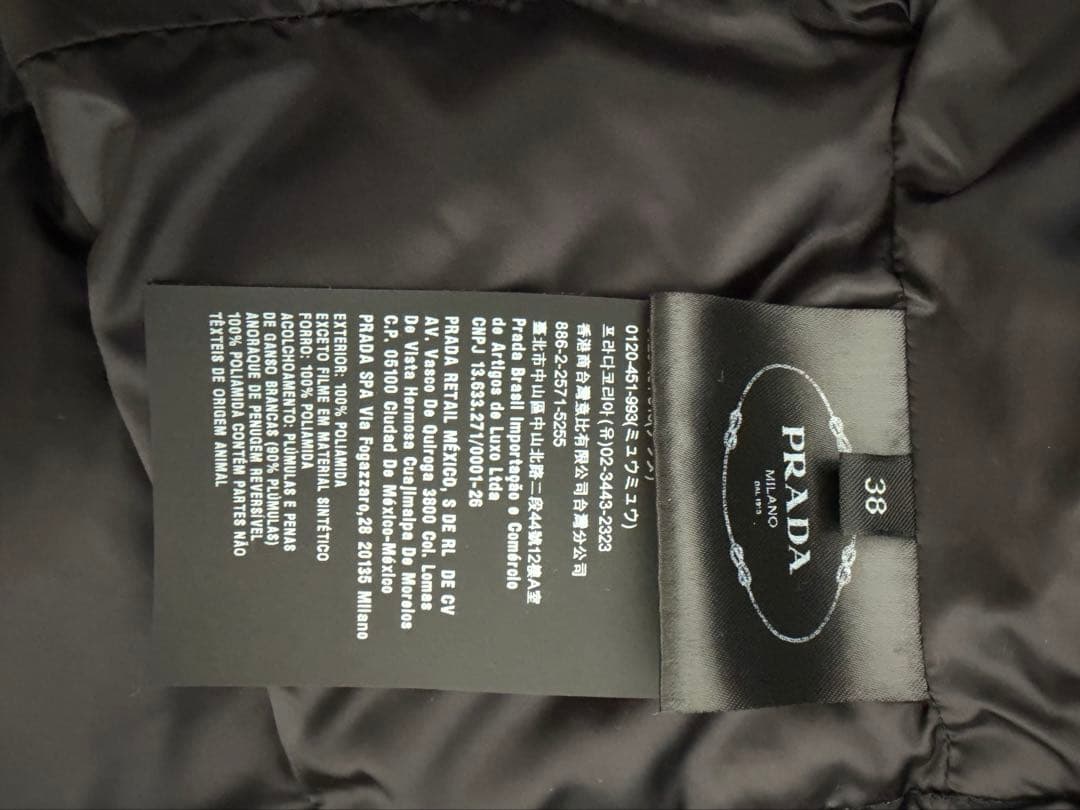 38
PRADA
MILANO
DAL 1913
0120-451-993(ミュウミュウ)
프라다코리아(유)02-3443-2323
香港商台灣堡比有限公司台灣分公司
886-2-2571-5255
臺北市中山區中山北路二段44號12樓A室
Prada Brasil Importação e Comércio
de Artigos de Luxo Ltda
CNPJ 13.633.271/0001-26
PRADA RETAIL MÉXICO, S DE RL DE CV
AV. Vasco De Quiroga 3800 Col. Lomas
De Vista Hermosa Cuajimalpa De Morelos
C.P. 05100 Ciudad De México-México
PRADA SPA Via Fogazzaro,28 20135 Milano
EXTERIOR: 100% POLIAMIDA
EXCETO FILME EM MATERIAL SINTÉTICO
FORRO: 100% POLIAMIDA
ACOLCHOAMENTO: PLÚMULAS E PENAS
DE GANSO BRANCAS (90% PLÚMULAS)
ANORAQUE DE PENUGEM REVERSÍVEL
100% POLIAMIDA CONTÉM PARTES NÃO
TÊXTEIS DE ORIGEM ANIMAL